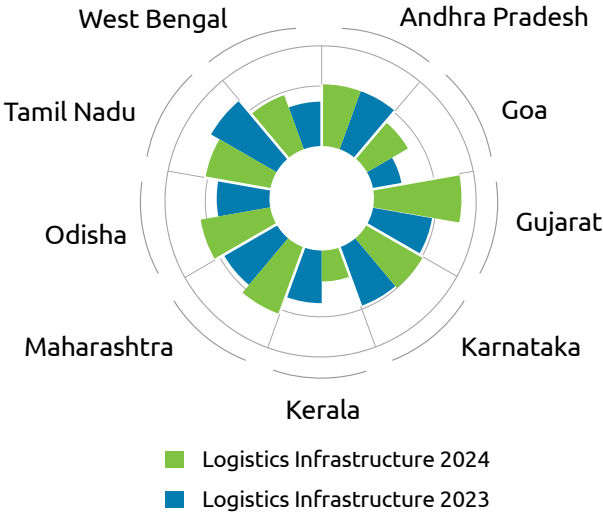 West Bengal
Andhra Pradesh
Tamil Nadu
Goa
Odisha
Gujarat
Maharashtra
Karnataka
Kerala
Logistics Infrastructure 2024
Logistics Infrastructure 2023